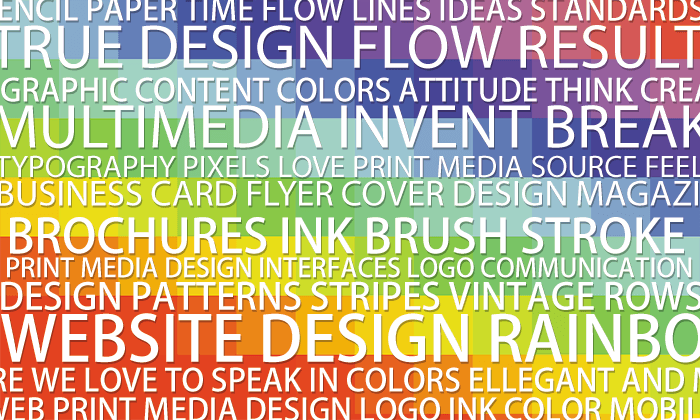 ENCIL PAPER TIME FLOW LINES IDEAS STANDARDS
TRUE DESIGN FLOW RESULT
GRAPHIC CONTENT COLORS ATTITUDE THINK CREA
MULTIMEDIA INVENT BREAK
TYPOGRAPHY PIXELS LOVE PRINT MEDIA SOURCE FEEL
BUSINESS CARD FLYER COVER DESIGN MAGAZI
BROCHURES INK BRUSH STROKE
PRINT MEDIA DESIGN INTERFACES LOGO COMMUNICATION
DESIGN PATTERNS STRIPES VINTAGE ROWS
WEBSITE DESIGN RAINBO
RE WE LOVE TO SPEAK IN COLORS ELLEGANT AND M
WEB PRINT MEDIA DESIGN LOGO INK COLOR MOBIL